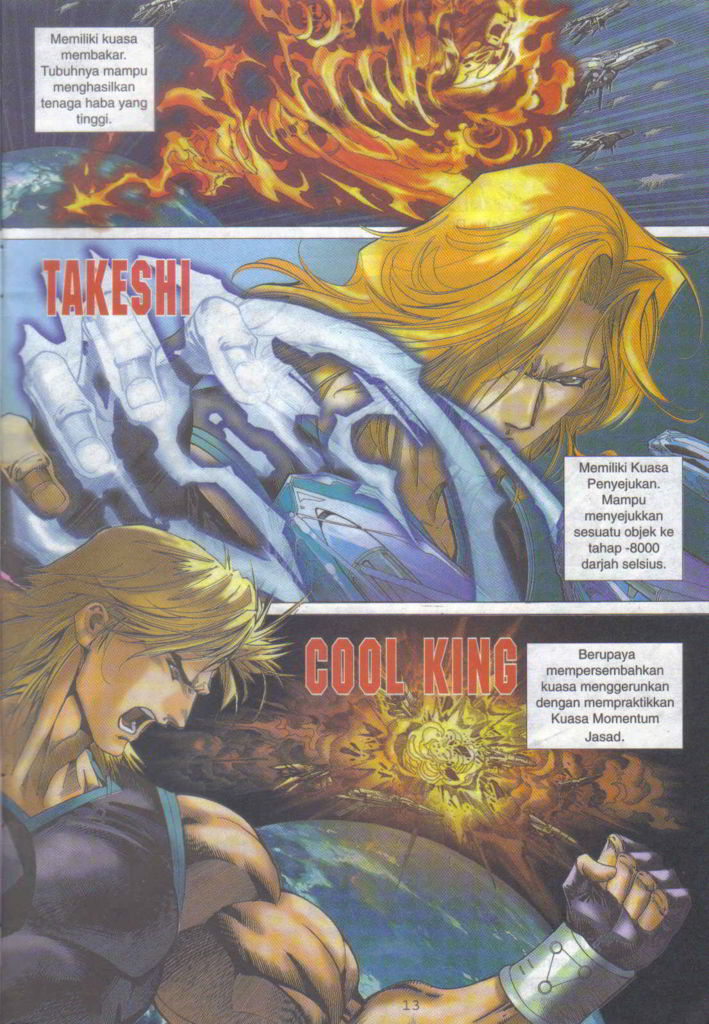 Memiliki kuasa
membakar.
Tubuhnya mampu
menghasilkan
tenaga haba yang
tinggi.
TAKESHI
Memiliki Kuasa
Penyejukan.
Mampu
menyejukkan
sesuatu objek ke
tahap -8000
darjah selsius.
COOL KING
Berupaya
mempersembahkan
kuasa menggerunkan
dengan mempraktikkan
Kuasa Momentum
Jasad.
13